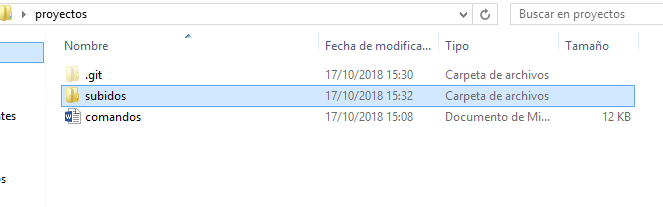 proyectos
Buscar en proyectos
Nombre Fecha de modifica... Tipo Tamaño
.git 17/10/2018 15:30 Carpeta de archivos
subidos 17/10/2018 15:32 Carpeta de archivos
ntes
comandos 17/10/2018 15:08 Documento de Mi... 12 KB
os